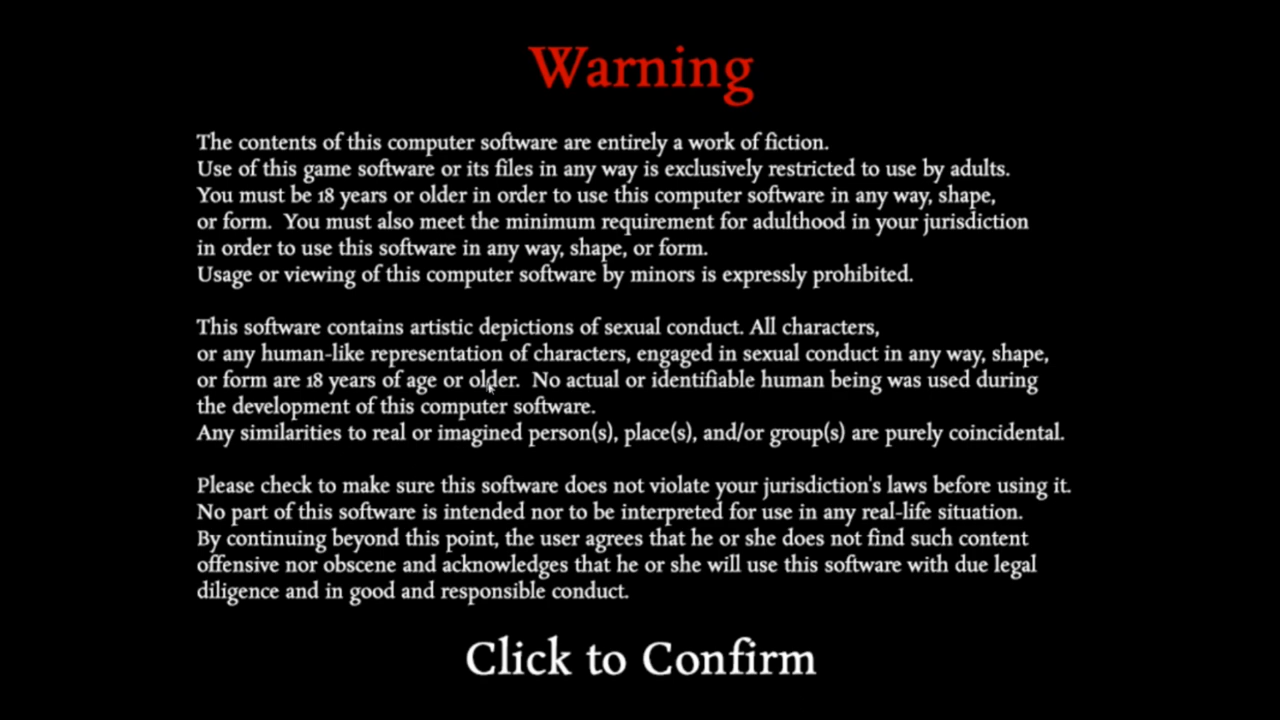 Warning
The contents of this computer software are entirely a work of fiction.
Use of this game software or its files in any way is exclusively restricted to use by adults.
You must be 18 years or older in order to use this computer software in any way, shape,
or form.  You must also meet the minimum requirement for adulthood in your jurisdiction
in order to use this software in any way, shape, or form.
Usage or viewing of this computer software by minors is expressly prohibited.
This software contains artistic depictions of sexual conduct. All characters,
or any human-like representation of characters, engaged in sexual conduct in any way, shape,
or form are 18 years of age or older.  No actual or identifiable human being was used during
the development of this computer software.
Any similarities to real or imagined person(s), place(s), and/or group(s) are purely coincidental.
Please check to make sure this software does not violate your jurisdiction's laws before using it.
No part of this software is intended nor to be interpreted for use in any real-life situation.
By continuing beyond this point, the user agrees that he or she does not find such content
offensive nor obscene and acknowledges that he or she will use this software with due legal
diligence and in good and responsible conduct.
Click to Confirm